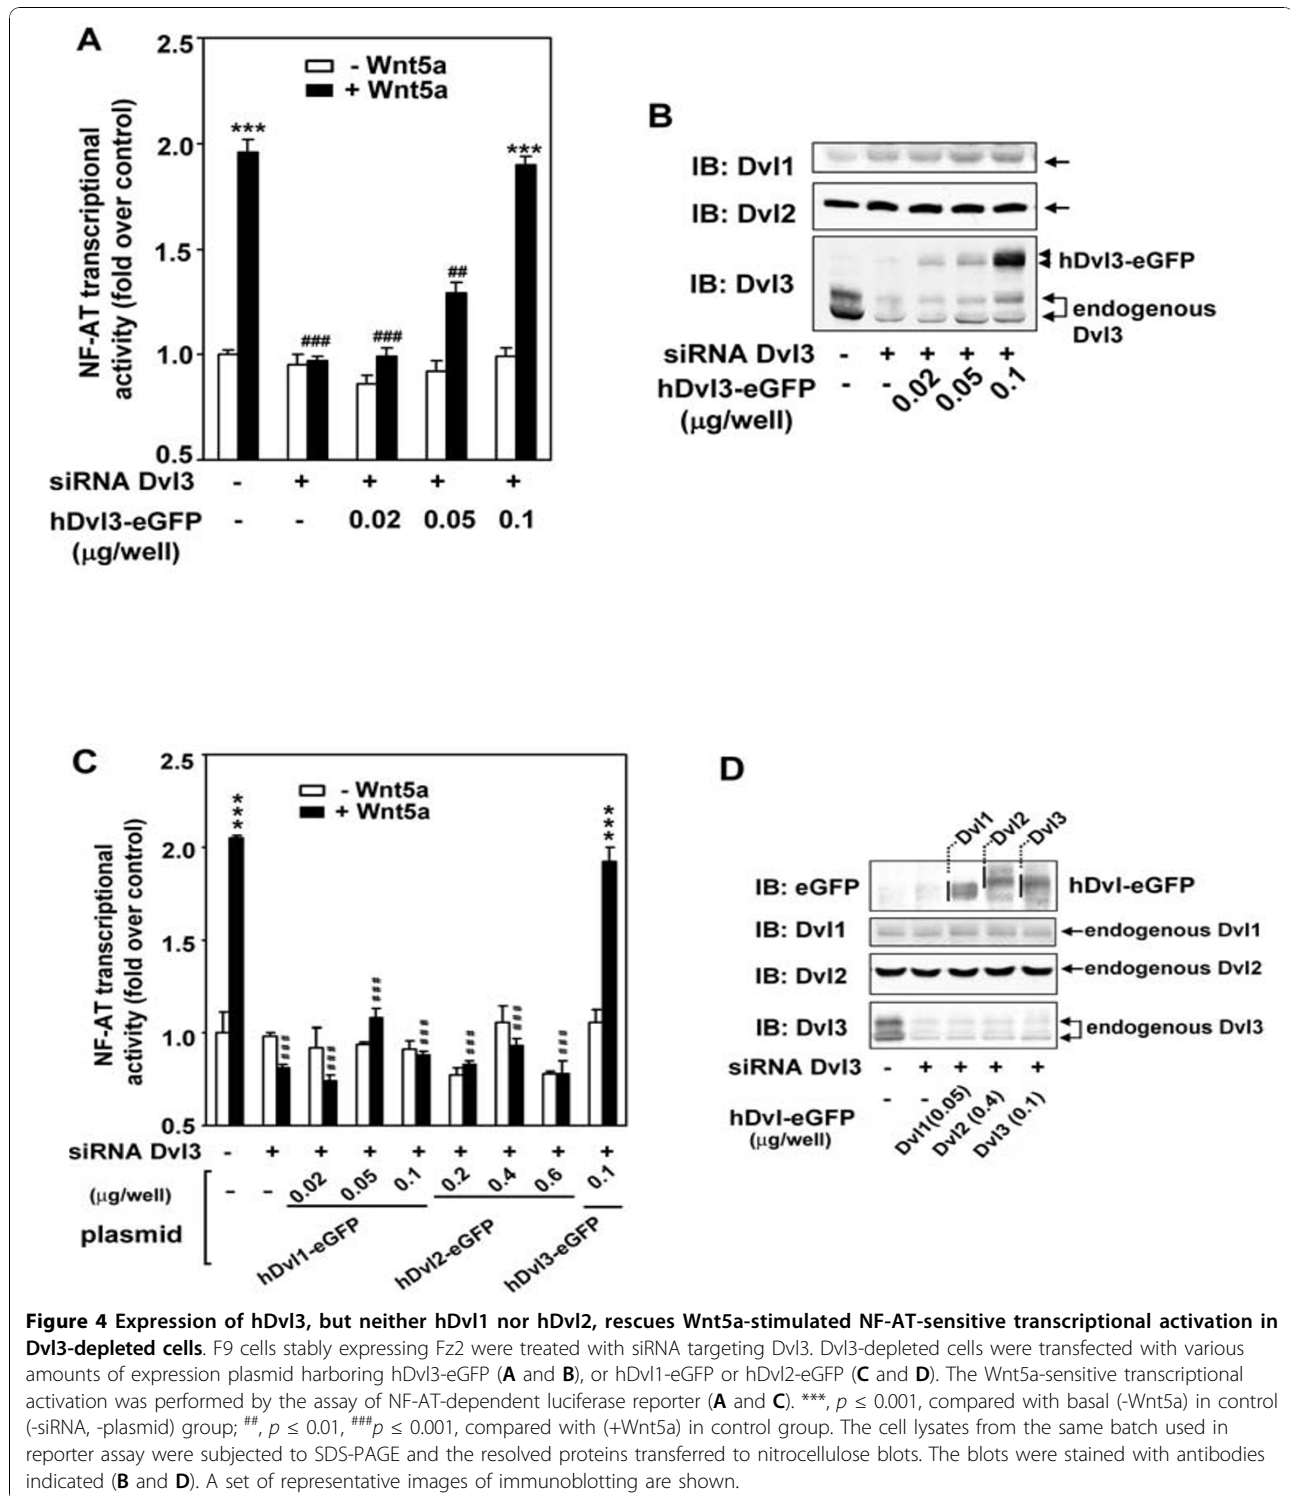 A
2.5
2.0
1.5
1.0
0.5
NF-AT transcriptional
activity (fold over control)
- Wnt5a
+ Wnt5a
*** ### ### ## ***
siRNA Dvl3 - + + + +
hDvl3-eGFP - - 0.02 0.05 0.1
(μg/well)
B
IB: Dvl1
IB: Dvl2
IB: Dvl3
hDvl3-eGFP
endogenous
Dvl3
siRNA Dvl3 - + + + +
hDvl3-eGFP - - 0.02 0.05 0.1
(μg/well)
C
2.5
2.0
1.5
1.0
0.5
NF-AT transcriptional
activity (fold over control)
- Wnt5a
+ Wnt5a
*** ### ### ### ### ### ### ### ***
siRNA Dvl3 - + + + + + + + +
(μg/well) - - 0.02 0.05 0.1 0.2 0.4 0.6 0.1
plasmid
hDvl1-eGFP hDvl2-eGFP hDvl3-eGFP
D
Dvl1 Dvl2 Dvl3
IB: eGFP hDvl-eGFP
IB: Dvl1 endogenous Dvl1
IB: Dvl2 endogenous Dvl2
IB: Dvl3 endogenous Dvl3
siRNA Dvl3 - + + + +
hDvl-eGFP - - Dvl1(0.05) Dvl2 (0.4) Dvl3 (0.1)
(μg/well)
Figure 4 Expression of hDvl3, but neither hDvl1 nor hDvl2, rescues Wnt5a-stimulated NF-AT-sensitive transcriptional activation in
Dvl3-depleted cells. F9 cells stably expressing Fz2 were treated with siRNA targeting Dvl3. Dvl3-depleted cells were transfected with various
amounts of expression plasmid harboring hDvl3-eGFP (A and B), or hDvl1-eGFP or hDvl2-eGFP (C and D). The Wnt5a-sensitive transcriptional
activation was performed by the assay of NF-AT-dependent luciferase reporter (A and C). ***, p ≤ 0.001, compared with basal (-Wnt5a) in control
(-siRNA, -plasmid) group; ##, p ≤ 0.01, ###p ≤ 0.001, compared with (+Wnt5a) in control group. The cell lysates from the same batch used in
reporter assay were subjected to SDS-PAGE and the resolved proteins transferred to nitrocellulose blots. The blots were stained with antibodies
indicated (B and D). A set of representative images of immunoblotting are shown.